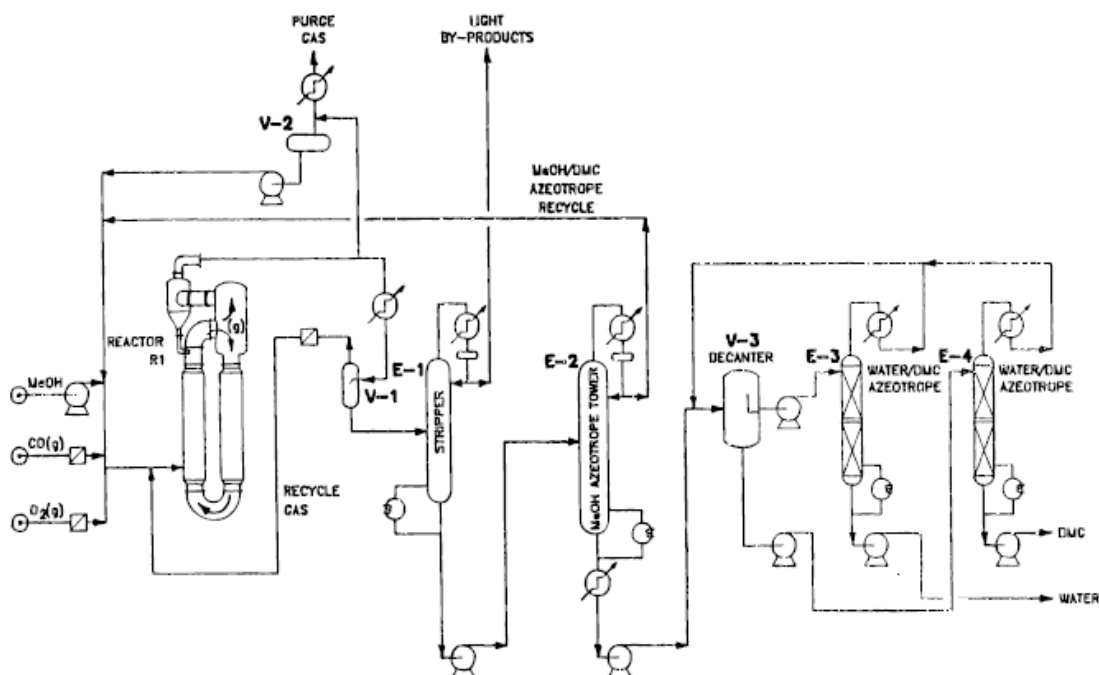 PURGE
GAS
LIGHT
BY-PRODUCTS
V-2
MeOH/DMC
AZEOTROPE
RECYCLE
(g)
REACTOR
R1
MeOH
CO(g)
O₂(g)
RECYCLE
GAS
V-1
E-1
STRIPPER
E-2
MeOH AZEOTROPE TOWER
V-3
DECANTER
E-3
WATER/DMC
AZEOTROPE
E-4
WATER/DMC
AZEOTROPE
DMC
WATER